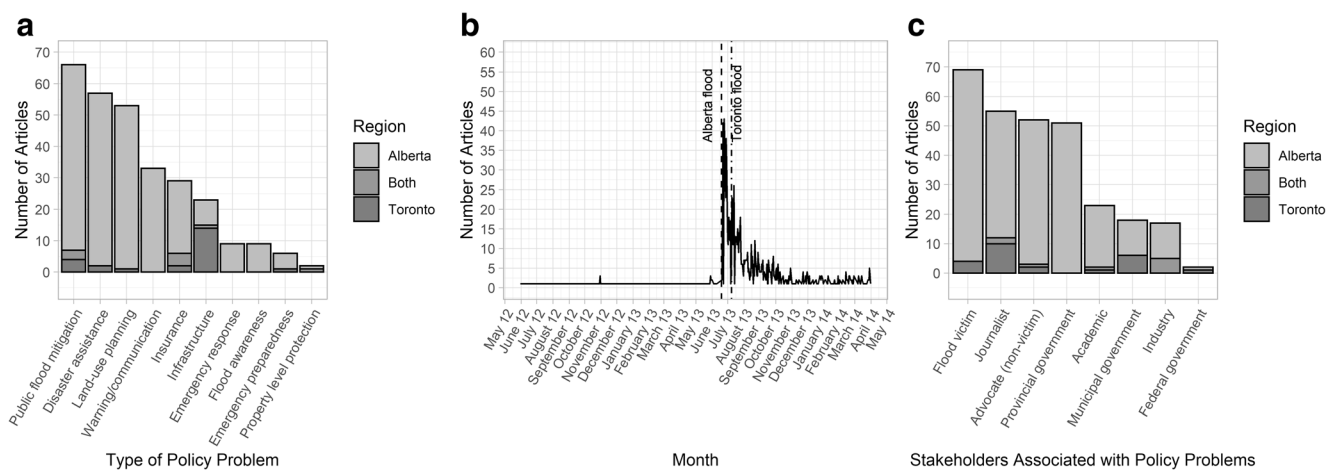 a
Number of Articles
70
60
50
40
30
20
10
0
Public flood mitigation
Disaster assistance
Land-use planning
Warning/communication
Insurance
Infrastructure
Emergency response
Flood awareness
Emergency preparedness
Property level protection
Type of Policy Problem
Region
Alberta
Both
Toronto
b
Number of Articles
60
55
50
45
40
35
30
25
20
15
10
5
0
Alberta flood
Toronto flood
May 12
June 12
July 12
August 12
September 12
October 12
November 12
December 12
January 13
February 13
March 13
April 13
May 13
June 13
July 13
August 13
September 13
October 13
November 13
December 13
January 14
February 14
March 14
April 14
May 14
Month
c
Number of Articles
70
60
50
40
30
20
10
0
Flood victim
Journalist
Advocate (non-victim)
Provincial government
Academic
Municipal government
Industry
Federal government
Stakeholders Associated with Policy Problems
Region
Alberta
Both
Toronto